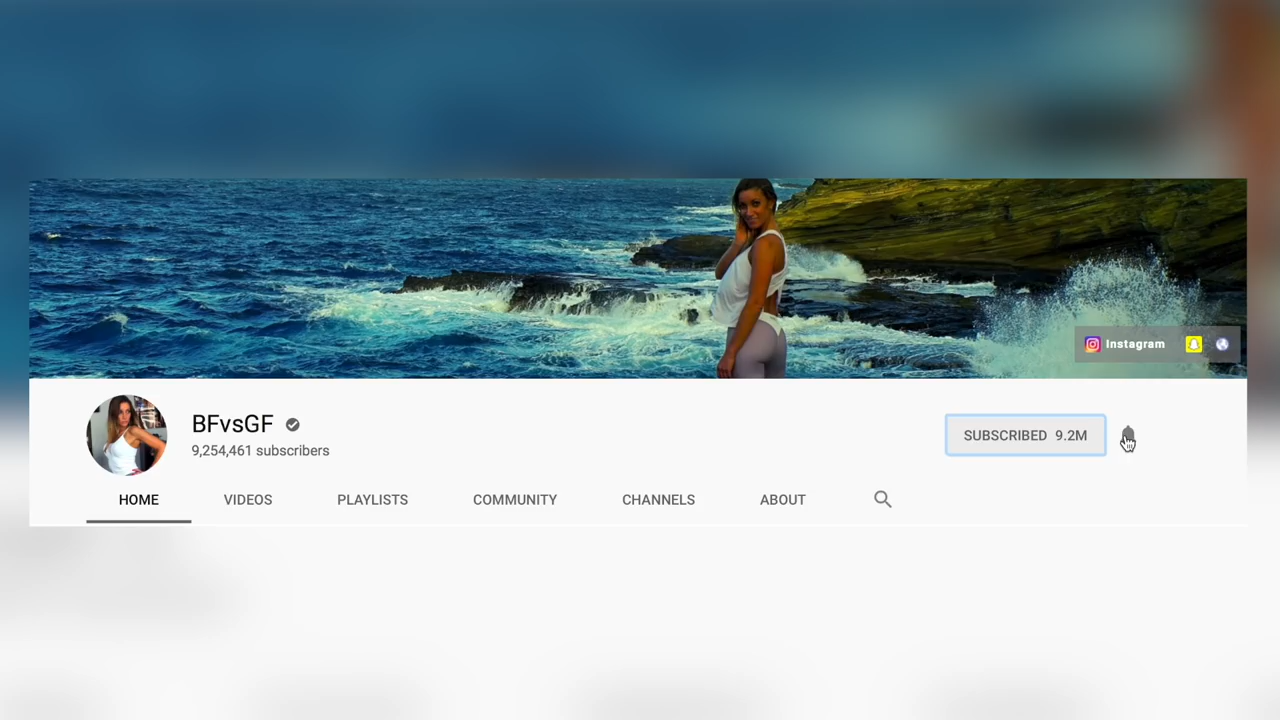 Instagram
BFvsGF
9,254,461 subscribers
SUBSCRIBED 9.2M
HOME VIDEOS PLAYLISTS COMMUNITY CHANNELS ABOUT